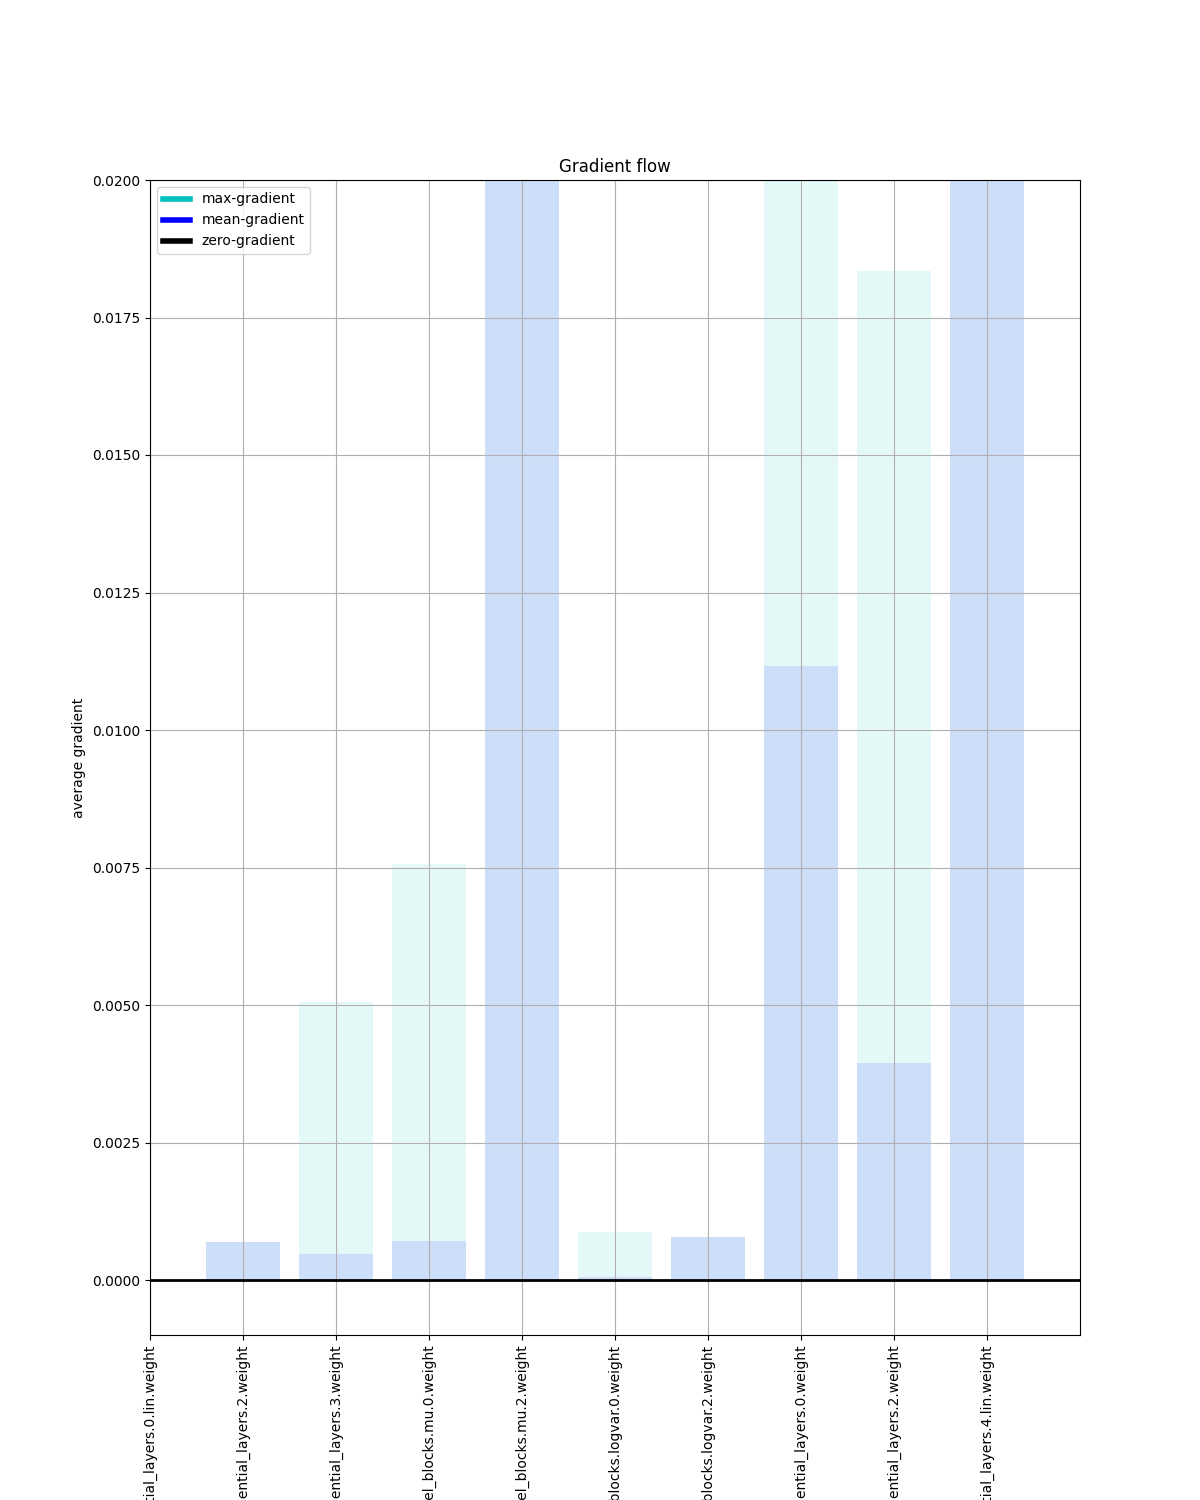 Gradient flow
max-gradient
mean-gradient
zero-gradient
0.0200
0.0175
0.0150
0.0125
0.0100
0.0075
0.0050
0.0025
0.0000
average gradient
tial_layers.0.lin.weight
ential_layers.2.weight
ential_layers.3.weight
el_blocks.mu.0.weight
el_blocks.mu.2.weight
blocks.logvar.0.weight
blocks.logvar.2.weight
ential_layers.0.weight
ential_layers.2.weight
tial_layers.4.lin.weight